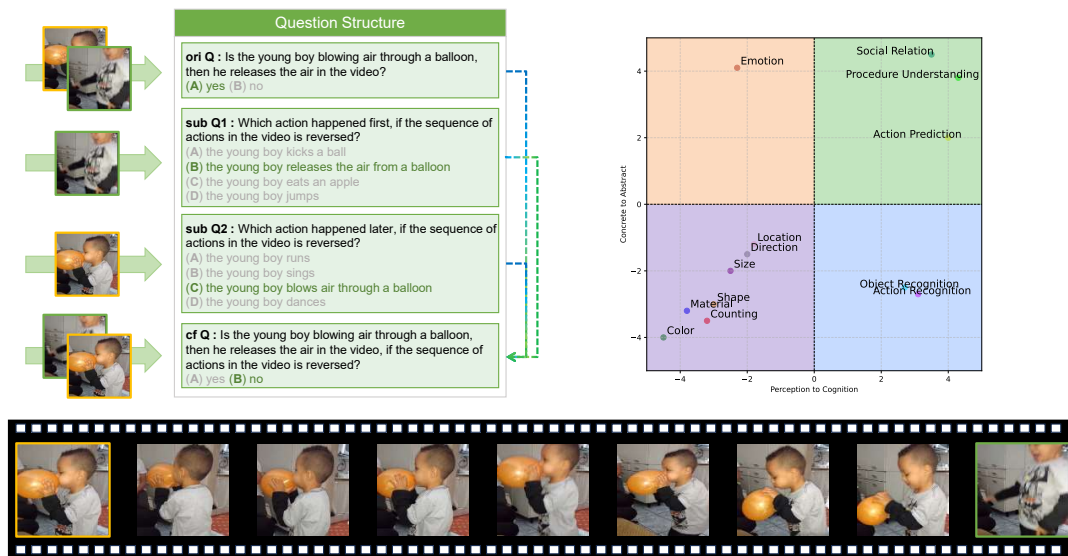 Question Structure
ori Q : Is the young boy blowing air through a balloon,
then he releases the air in the video?
(A) yes (B) no
sub Q1 : Which action happened first, if the sequence of
actions in the video is reversed?
(A) the young boy kicks a ball
(B) the young boy releases the air from a balloon
(C) the young boy eats an apple
(D) the young boy jumps
sub Q2 : Which action happened later, if the sequence of
actions in the video is reversed?
(A) the young boy runs
(B) the young boy sings
(C) the young boy blows air through a balloon
(D) the young boy dances
cf Q : Is the young boy blowing air through a balloon,
then he releases the air in the video, if the sequence of
actions in the video is reversed?
(A) yes (B) no
Social Relation
Emotion
Procedure Understanding
Action Prediction
Location
Direction
Size
Object Recognition
Action Recognition
Shape
Material
Counting
Color
4
2
0
−2
−4
Concrete to Abstract
−4
−2
0
2
4
Perception to Cognition